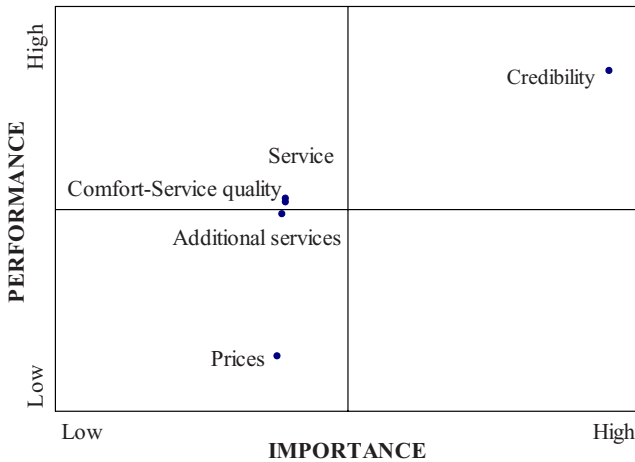 High
Credibility
Service
Comfort-Service quality
PERFORMANCE
Additional services
Prices
Low
Low
High
IMPORTANCE